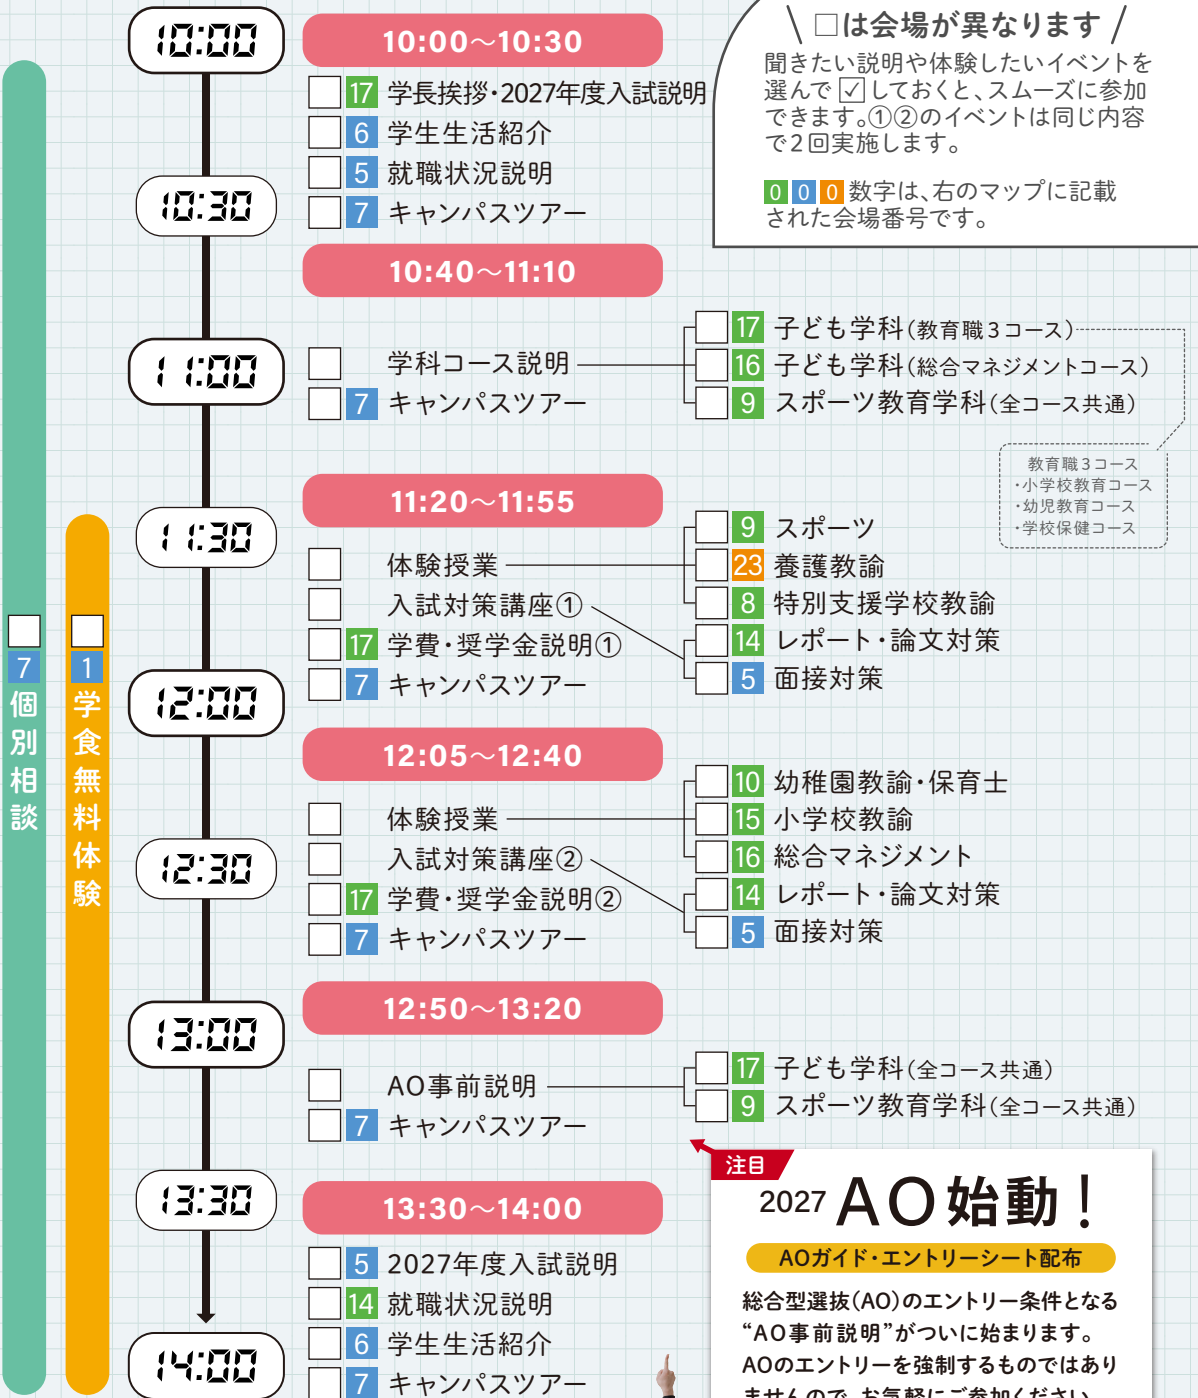 □は会場が異なります
聞きたい説明や体験したいイベントを
選んで☑しておくと、スムーズに参加
できます。①②のイベントは同じ内容
で2回実施します。
0 0 0 数字は、右のマップに記載
された会場番号です。
7 個別相談
1 学食無料体験
10:00
10:00〜10:30
17 学長挨拶・2027年度入試説明
6 学生生活紹介
5 就職状況説明
7 キャンパスツアー
10:30
10:40〜11:10
11:00
学科コース説明
17 子ども学科(教育職3コース)
16 子ども学科(総合マネジメントコース)
9 スポーツ教育学科(全コース共通)
7 キャンパスツアー
教育職3コース
・小学校教育コース
・幼児教育コース
・学校保健コース
11:20〜11:55
11:30
体験授業
9 スポーツ
23 養護教諭
8 特別支援学校教諭
入試対策講座①
14 レポート・論文対策
5 面接対策
17 学費・奨学金説明①
7 キャンパスツアー
12:00
12:05〜12:40
体験授業
10 幼稚園教諭・保育士
15 小学校教諭
16 総合マネジメント
12:30
入試対策講座②
14 レポート・論文対策
5 面接対策
17 学費・奨学金説明②
7 キャンパスツアー
12:50〜13:20
13:00
AO事前説明
17 子ども学科(全コース共通)
9 スポーツ教育学科(全コース共通)
7 キャンパスツアー
13:30
13:30〜14:00
5 2027年度入試説明
14 就職状況説明
6 学生生活紹介
7 キャンパスツアー
14:00
注目
2027 AO始動!
AOガイド・エントリーシート配布
総合型選抜(AO)のエントリー条件となる
“AO事前説明”がついに始まります。
AOのエントリーを強制するものではあり
ませんので、お気軽にご参加ください。